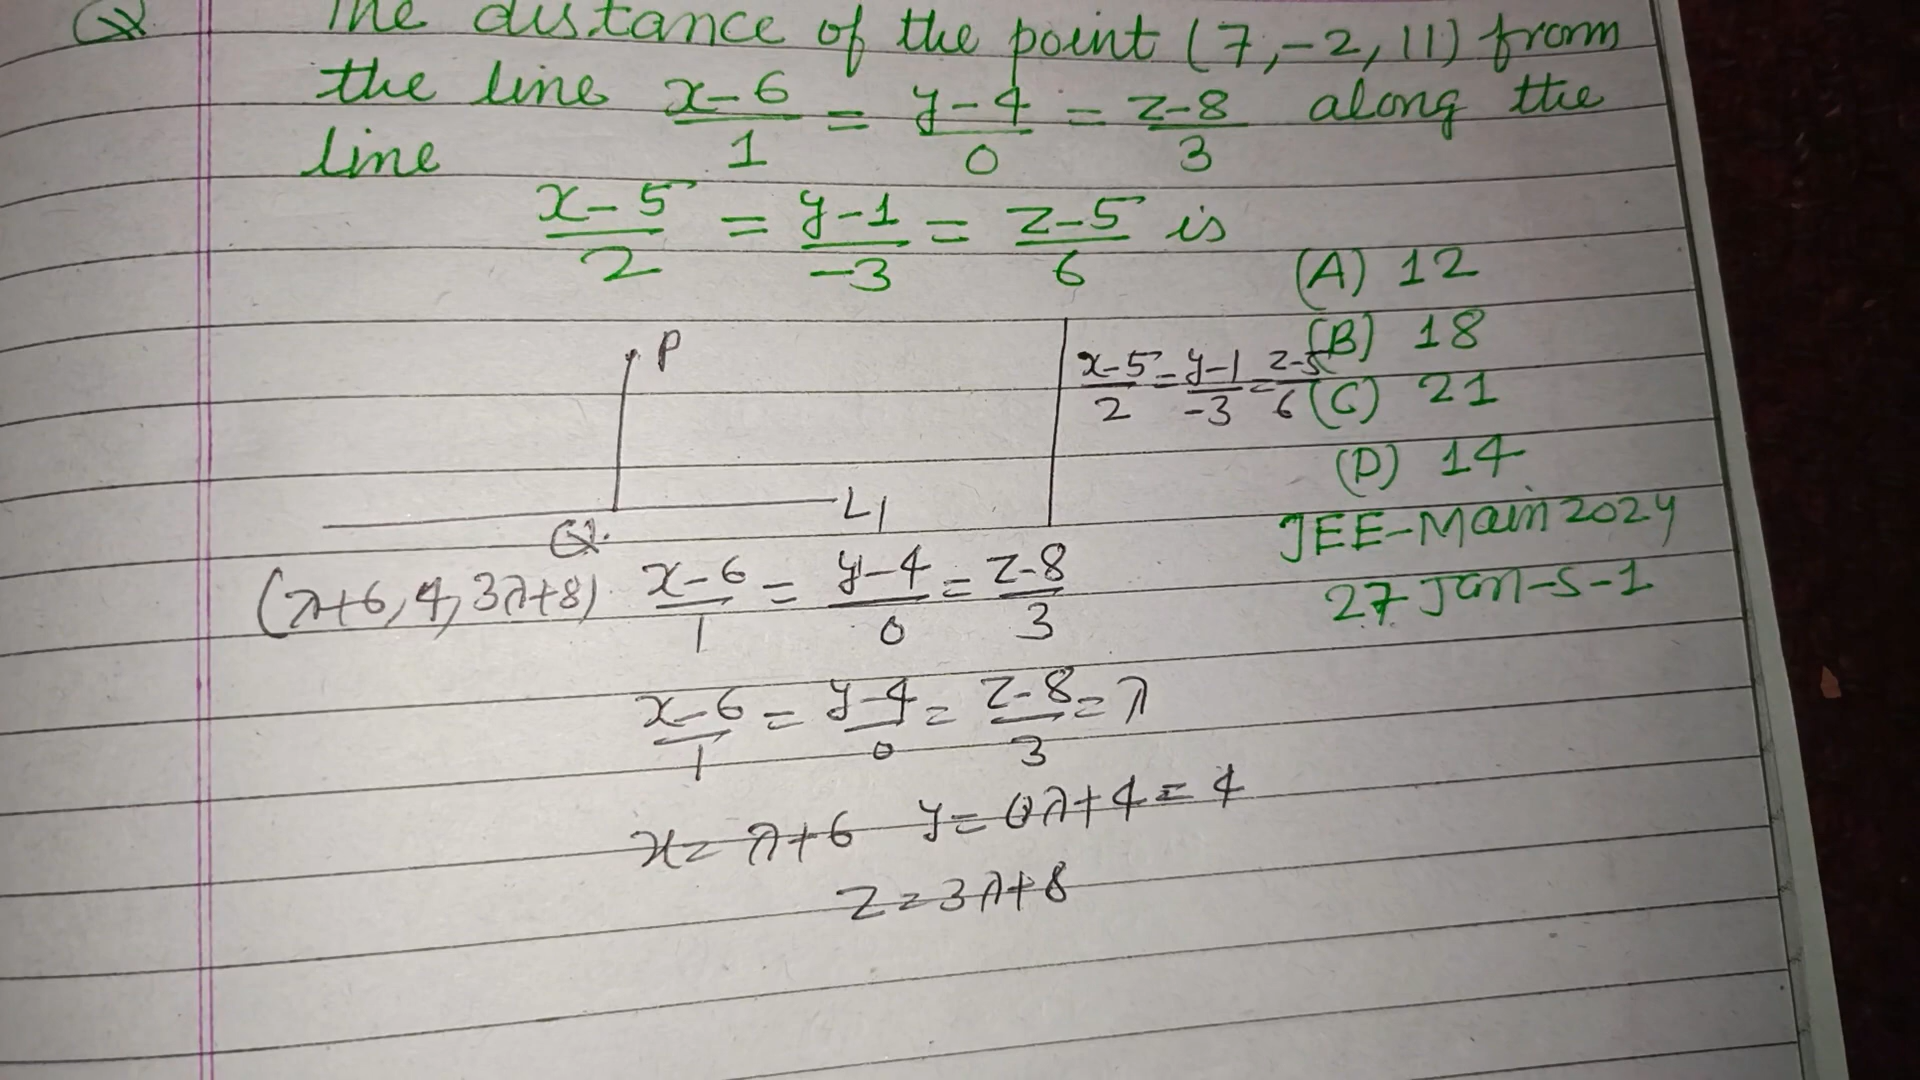 Q The distance of the point (7,-2,11) from
the line x-6/1 = y-4/0 = z-8/3 along the
line
x-5/2 = y-1/-3 = z-5/6 is
(A) 12
(B) 18
(C) 21
(D) 14
JEE-Main 2024
27 Jan-S-1
P
x-5/2 = y-1/-3 = z-5/6
L1
Q.
(λ+6, 4, 3λ+8) x-6/1 = y-4/0 = z-8/3
x-6/1 = y-4/0 = z-8/3 = λ
x = λ+6 y = 0λ+4 = 4
z = 3λ+8